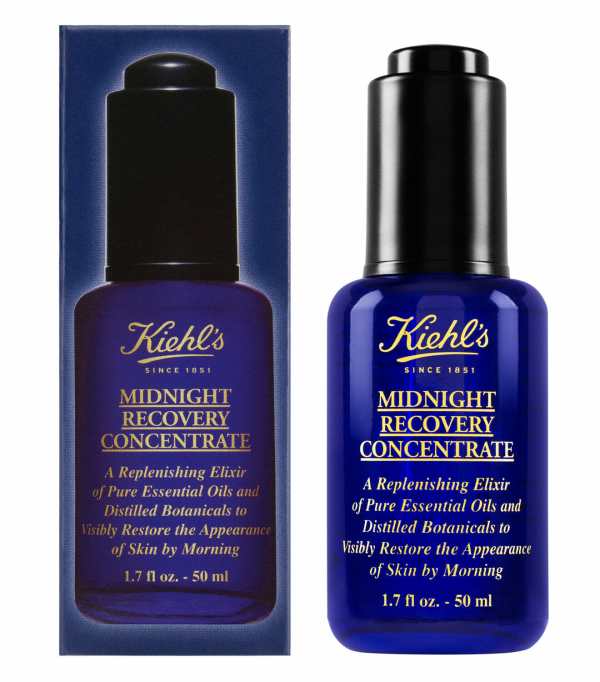 Kiehl's
SINCE 1851
MIDNIGHT
RECOVERY
CONCENTRATE
A Replenishing Elixir
of Pure Essential Oils and
Distilled Botanicals to
Visibly Restore the Appearance
of Skin by Morning
1.7 fl oz. - 50 ml
Kiehl's
SINCE 1851
MIDNIGHT
RECOVERY
CONCENTRATE
A Replenishing Elixir
of Pure Essential Oils and
Distilled Botanicals to
Visibly Restore the Appearance
of Skin by Morning
1.7 fl oz. - 50 ml